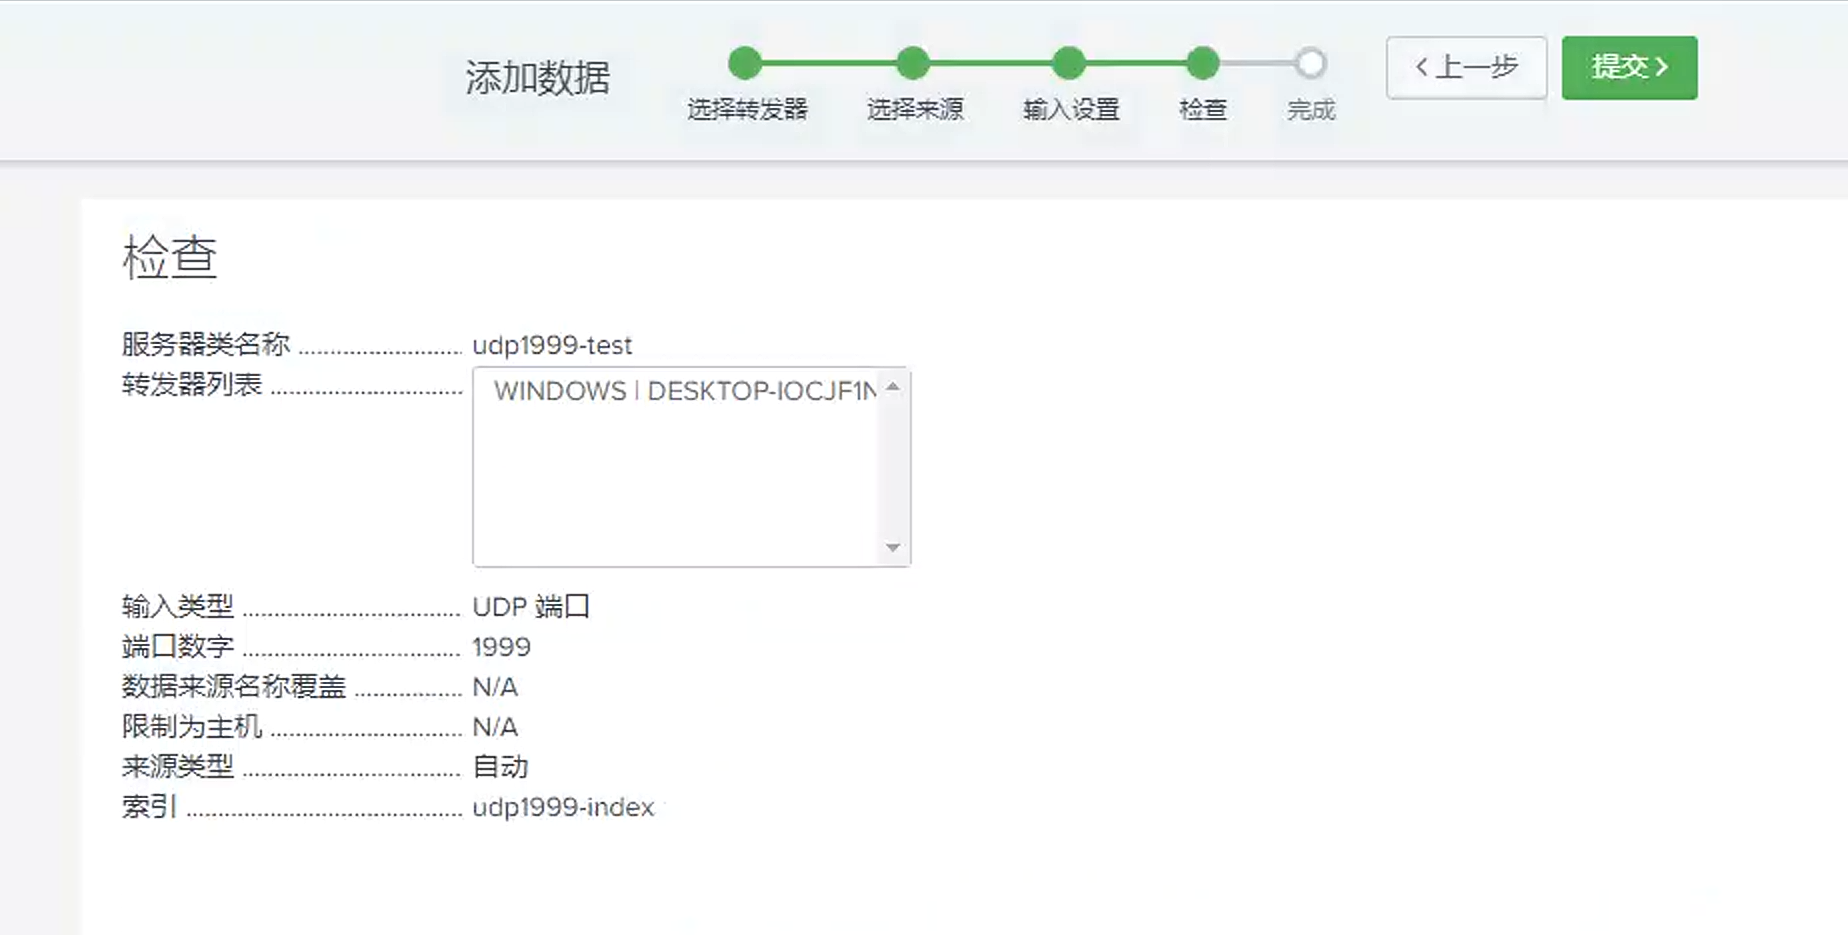 添加数据
选择转发器
选择来源
输入设置
检查
完成
上一步
提交
检查
服务器类名称 ........................ udp1999-test
转发器列表 ............................ WINDOWS | DESKTOP-IOCJF1N
输入类型 ................................ UDP 端口
端口数字 ................................ 1999
数据来源名称覆盖 ................ N/A
限制为主机 ............................ N/A
来源类型 ................................ 自动
索引 ........................................ udp1999-index